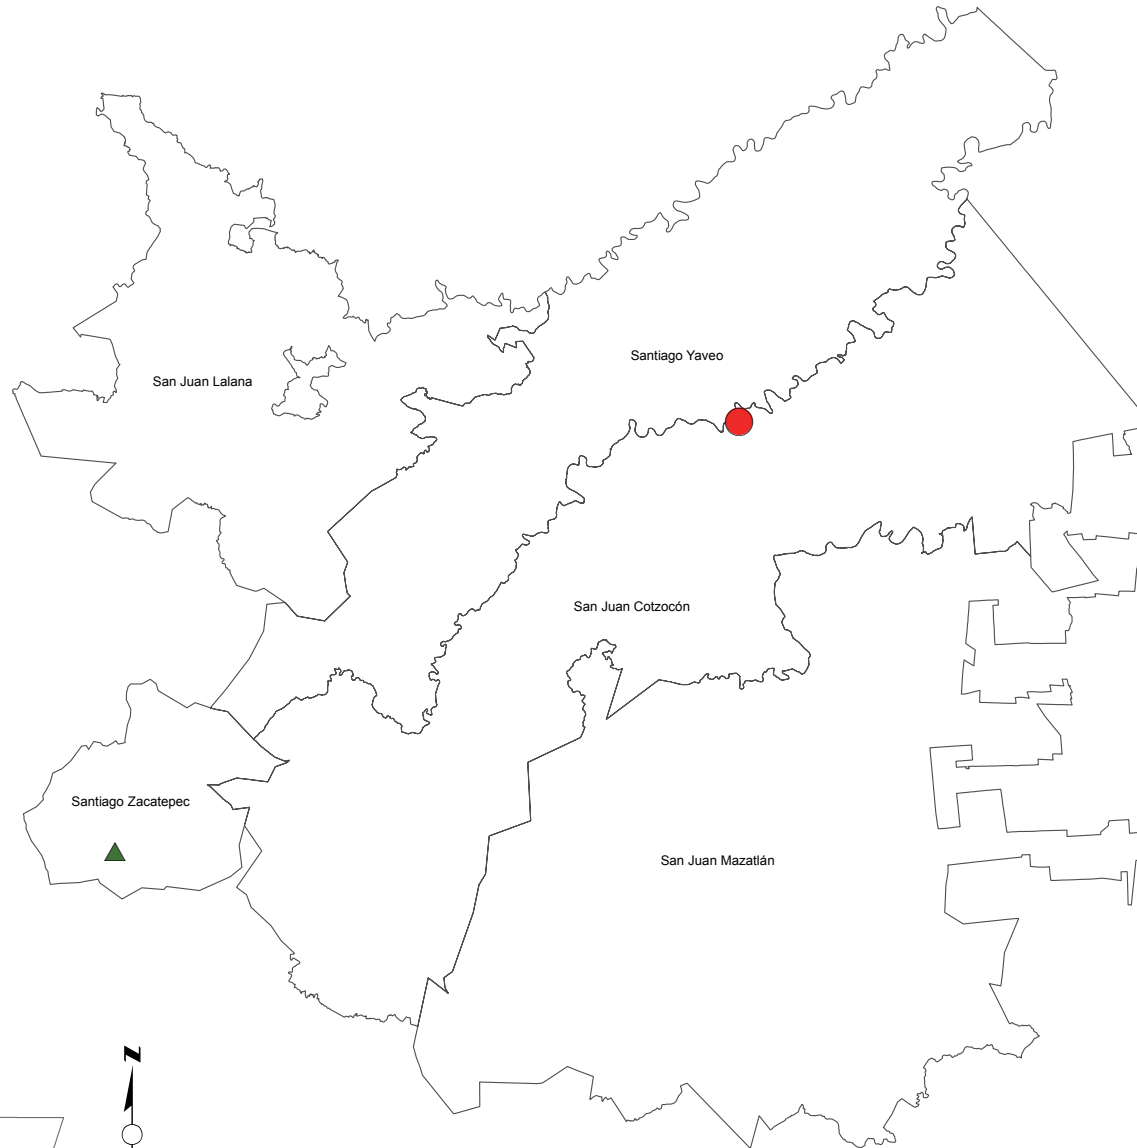 Santiago Yaveo
San Juan Lalana
San Juan Cotzocón
Santiago Zacatepec
San Juan Mazatlán
N